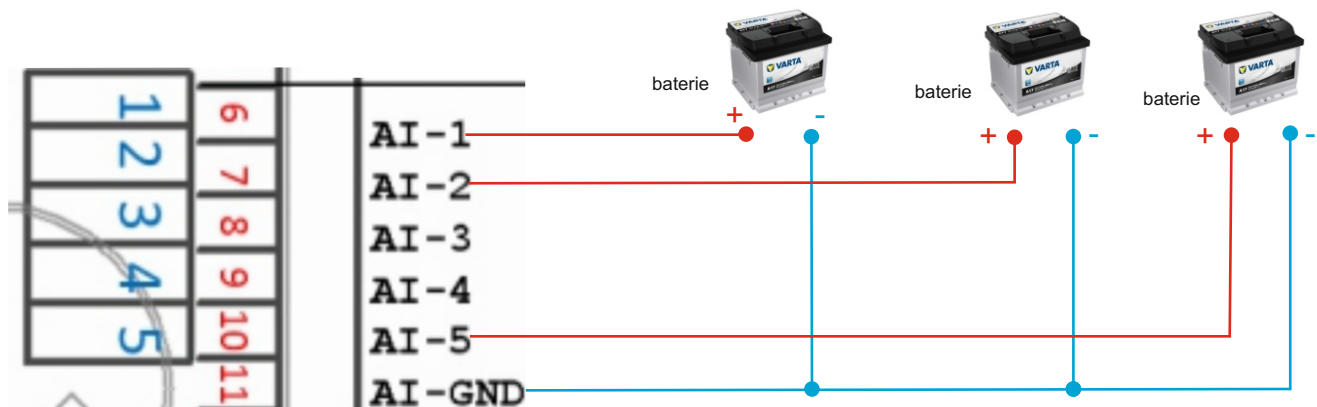 1
2
3
4
5
6
7
8
9
10
11
AI-1
AI-2
AI-3
AI-4
AI-5
AI-GND
baterie
+
-
VARTA
baterie
+
-
VARTA
baterie
+
-
VARTA